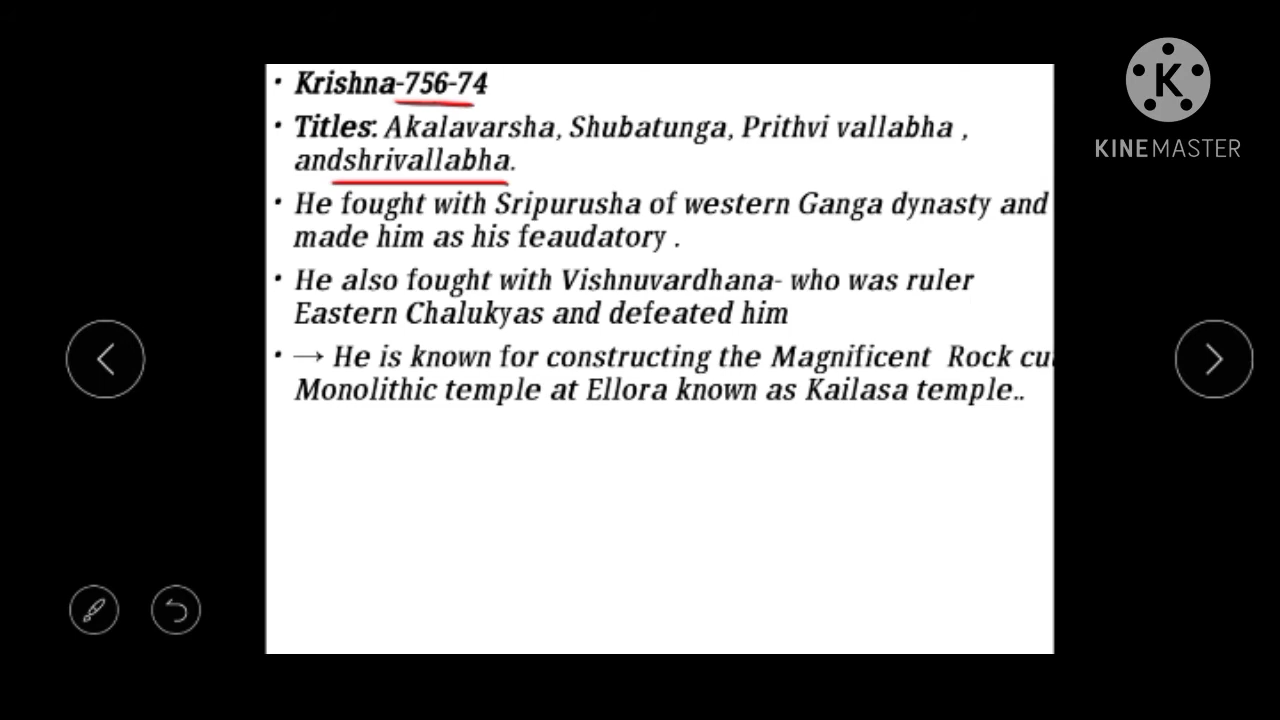 • Krishna-756-74
• Titles: Akalavarsha, Shubatunga, Prithvi vallabha ,
andshrivallabha.
• He fought with Sripurusha of western Ganga dynasty and
made him as his feaudatory .
• He also fought with Vishnuvardhana- who was ruler
Eastern Chalukyas and defeated him
• → He is known for constructing the Magnificent Rock
Monolithic temple at Ellora known as Kailasa temple..
K
KINEMASTER